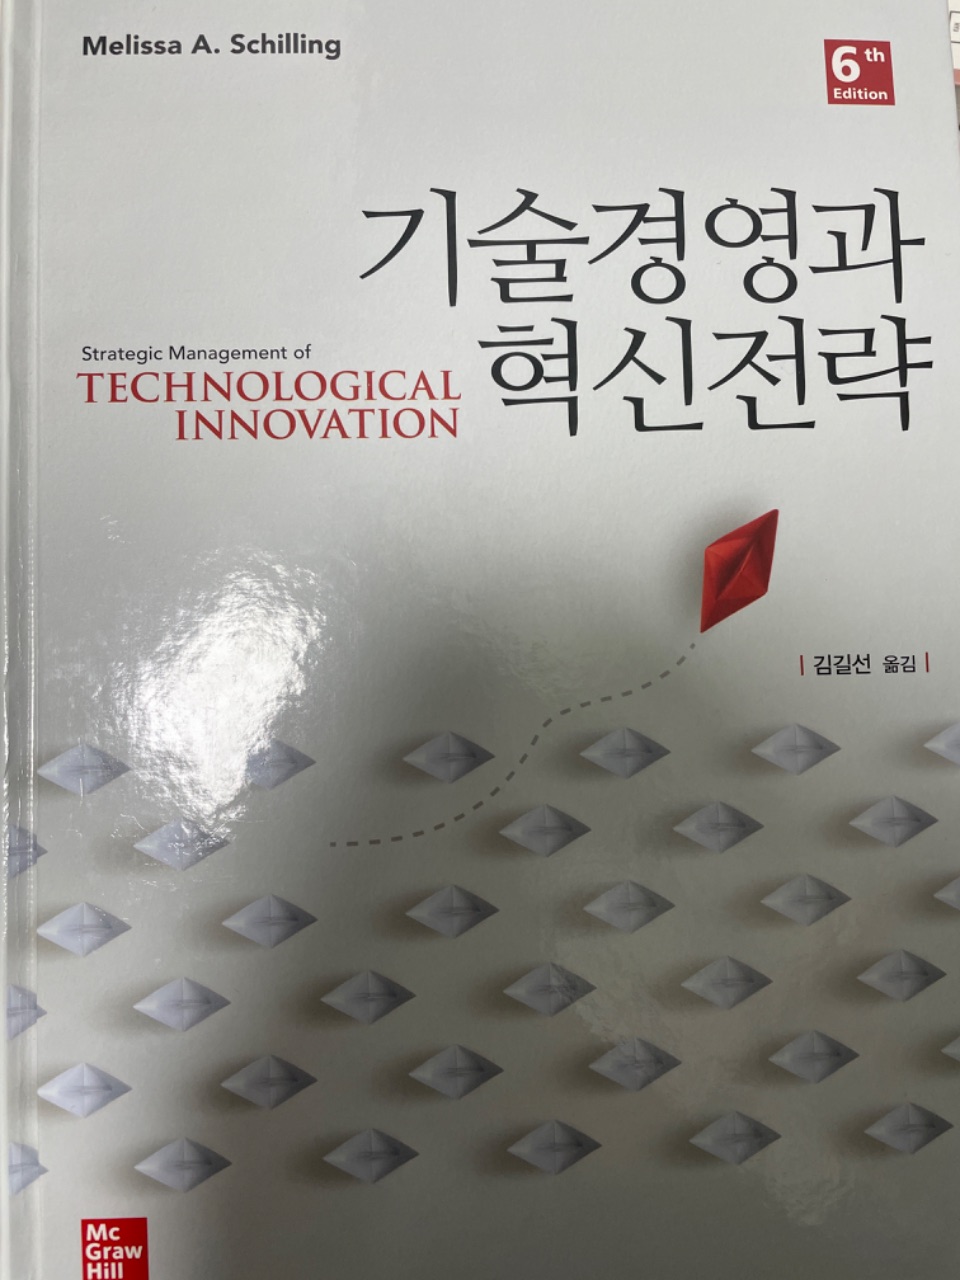 Melissa A. Schilling
6th
Edition
기술경영과
혁신전략
Strategic Management of
TECHNOLOGICAL
INNOVATION
| 김길선 옮김 |
Mc
Graw
Hill